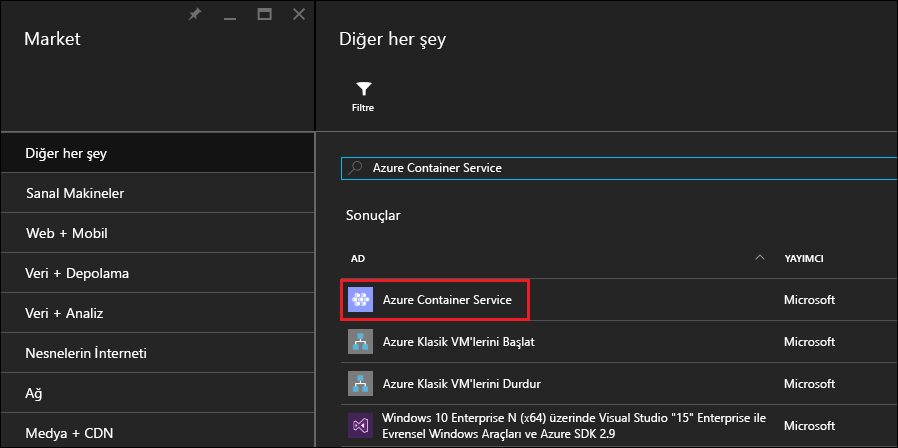 Market
Diğer her şey
Sanal Makineler
Web + Mobil
Veri + Depolama
Veri + Analiz
Nesnelerin İnterneti
Ağ
Medya + CDN
Diğer her şey
Filtre
Azure Container Service
Sonuçlar
AD YAYIMCI
Azure Container Service Microsoft
Azure Klasik VM'lerini Başlat Microsoft
Azure Klasik VM'lerini Durdur Microsoft
Windows 10 Enterprise N (x64) üzerinde Visual Studio "15" Enterprise ile Microsoft
Evrensel Windows Araçları ve Azure SDK 2.9